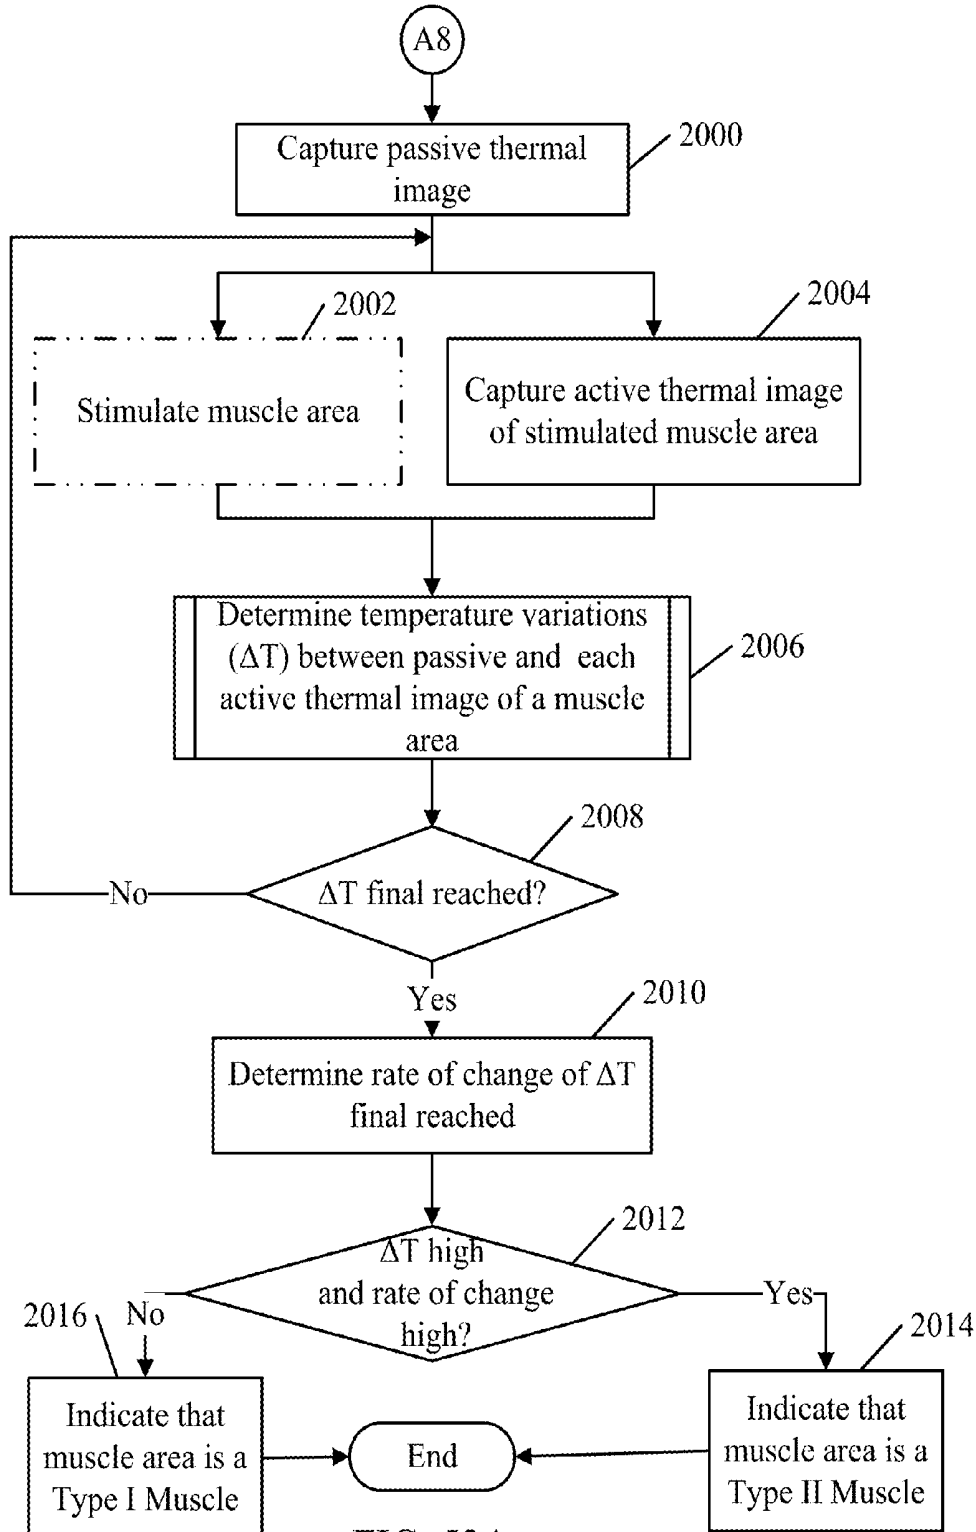 A8
Capture passive thermal
image
2000
2002
2004
Stimulate muscle area
Capture active thermal image
of stimulated muscle area
Determine temperature variations
(ΔT) between passive and each
active thermal image of a muscle
area
2006
2008
ΔT final reached?
No
Yes
2010
Determine rate of change of ΔT
final reached
2012
ΔT high
and rate of change
high?
No
Yes
2016
2014
Indicate that
muscle area is a
Type I Muscle
End
Indicate that
muscle area is a
Type II Muscle